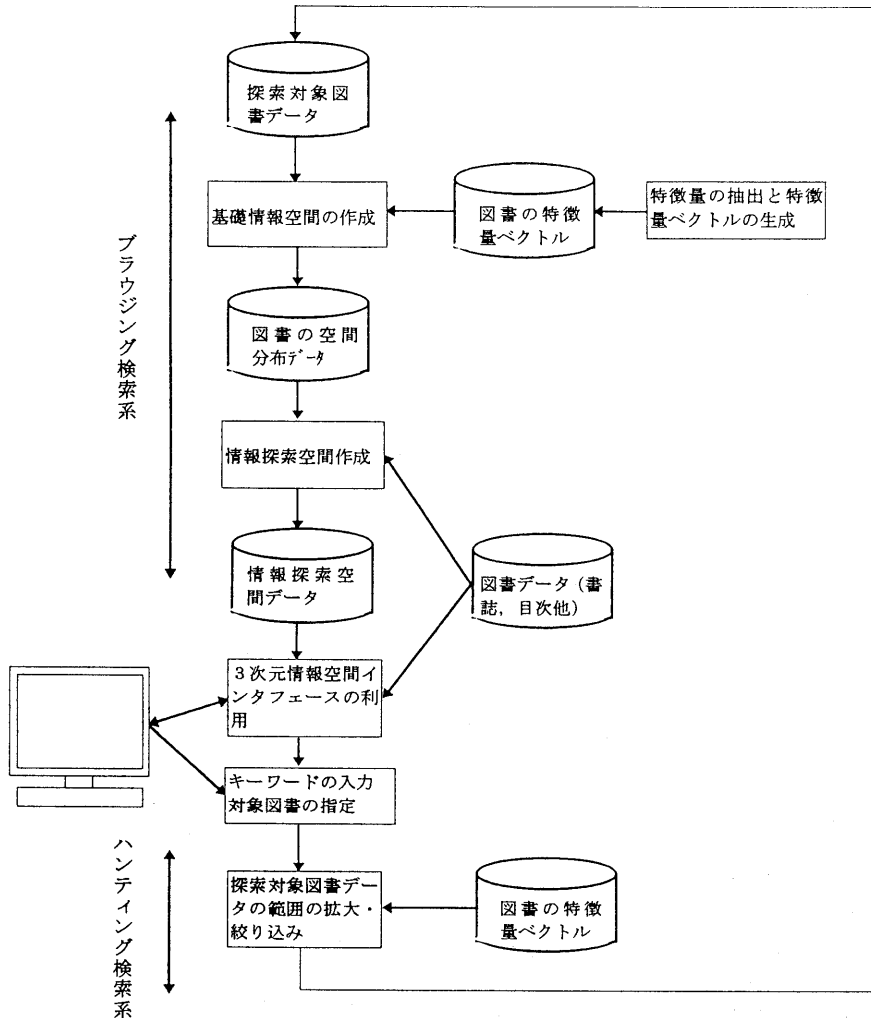 探索対象図
書データ
基礎情報空間の作成
図書の特徴
量ベクトル
特徴量の抽出と特徴
量ベクトルの生成
ブラウジング検索系
図書の空間
分布ﾃﾞｰﾀ
情報探索空間作成
情報探索空
間データ
図書データ（書
誌，目次他）
３次元情報空間イ
ンタフェースの利
用
キーワードの入力
対象図書の指定
ハンティング検索系
探索対象図書デー
タの範囲の拡大・
絞り込み
図書の特徴
量ベクトル